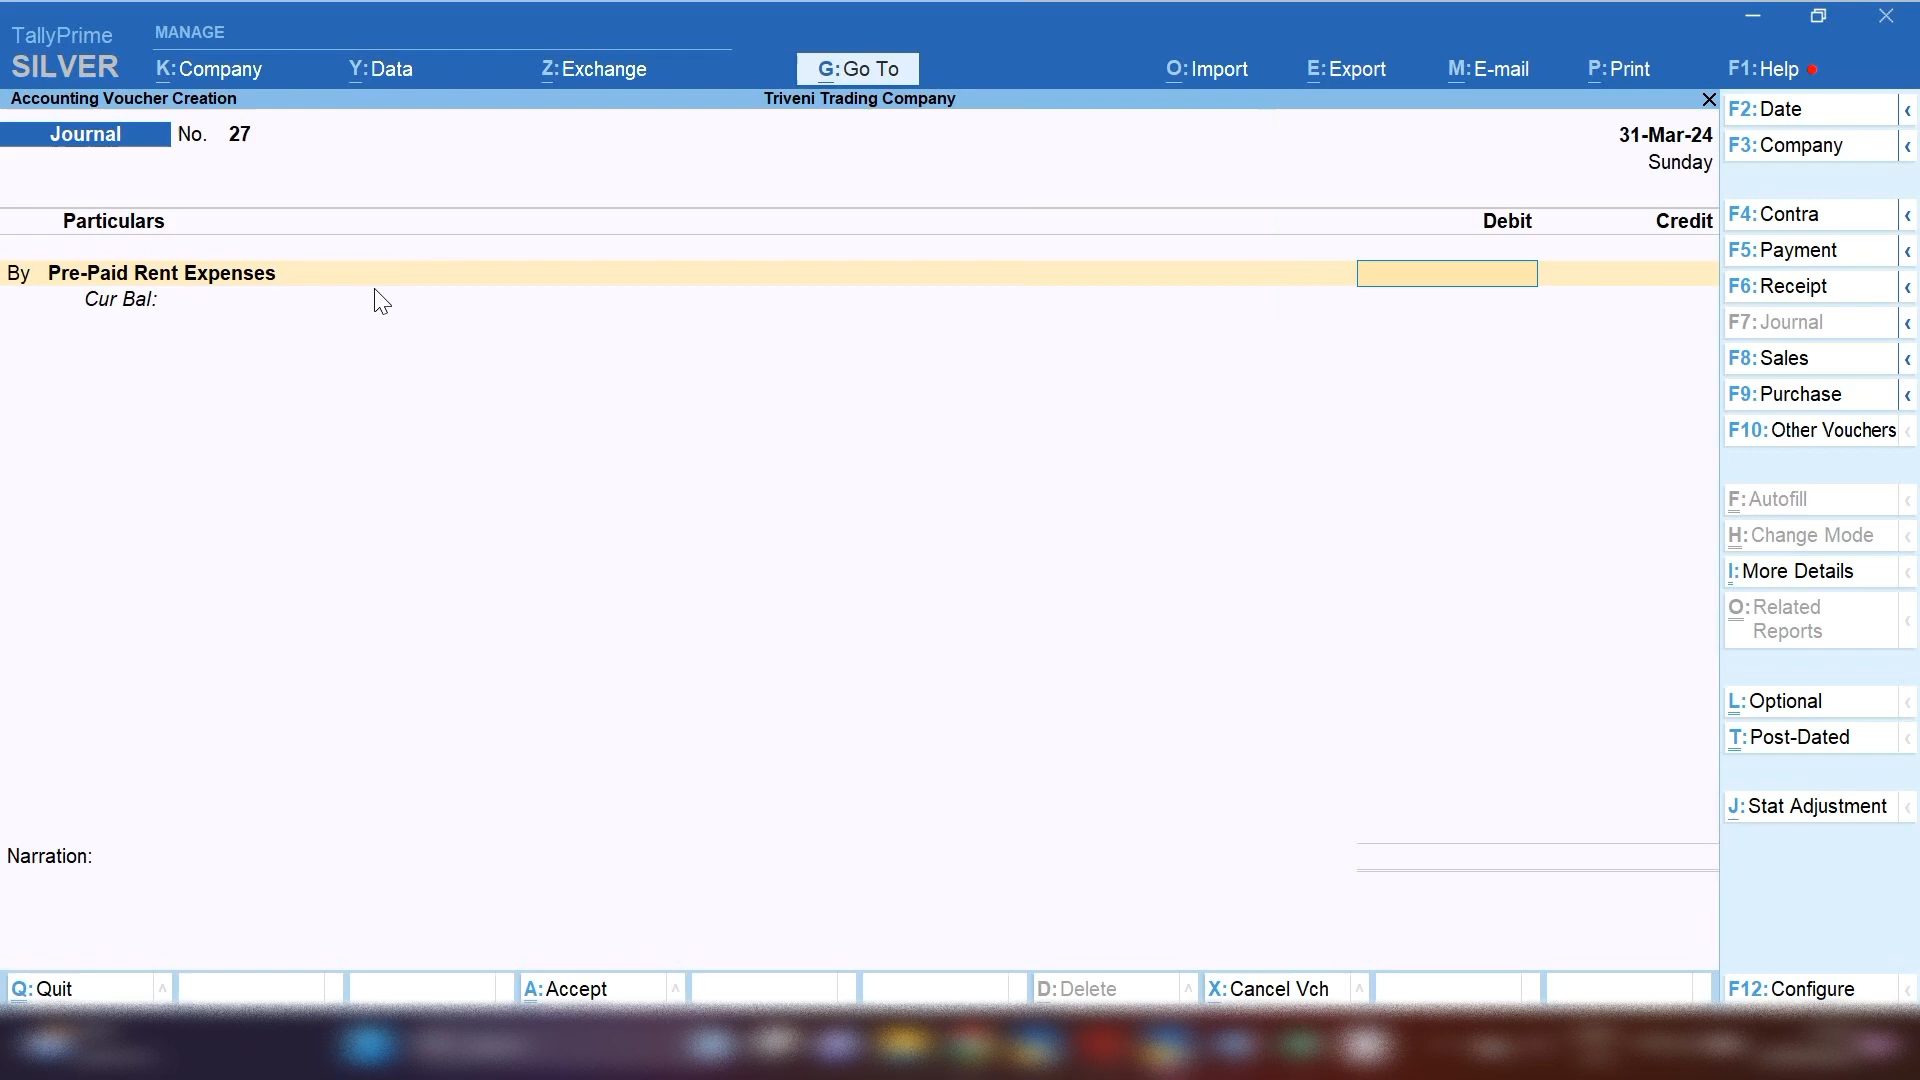 TallyPrime
SILVER
MANAGE
K:Company
Y:Data
Z:Exchange
G:Go To
O:Import
E:Export
M:E-mail
P:Print
F1:Help
Accounting Voucher Creation
Triveni Trading Company
Journal No. 27
31-Mar-24
Sunday
Particulars
Debit
Credit
By Pre-Paid Rent Expenses
Cur Bal:
Narration:
F2:Date
F3:Company
F4:Contra
F5:Payment
F6:Receipt
F7:Journal
F8:Sales
F9:Purchase
F10:Other Vouchers
F:Autofill
H:Change Mode
I:More Details
O:Related
Reports
L:Optional
T:Post-Dated
J:Stat Adjustment
Q:Quit
A:Accept
D:Delete
X:Cancel Vch
F12:Configure